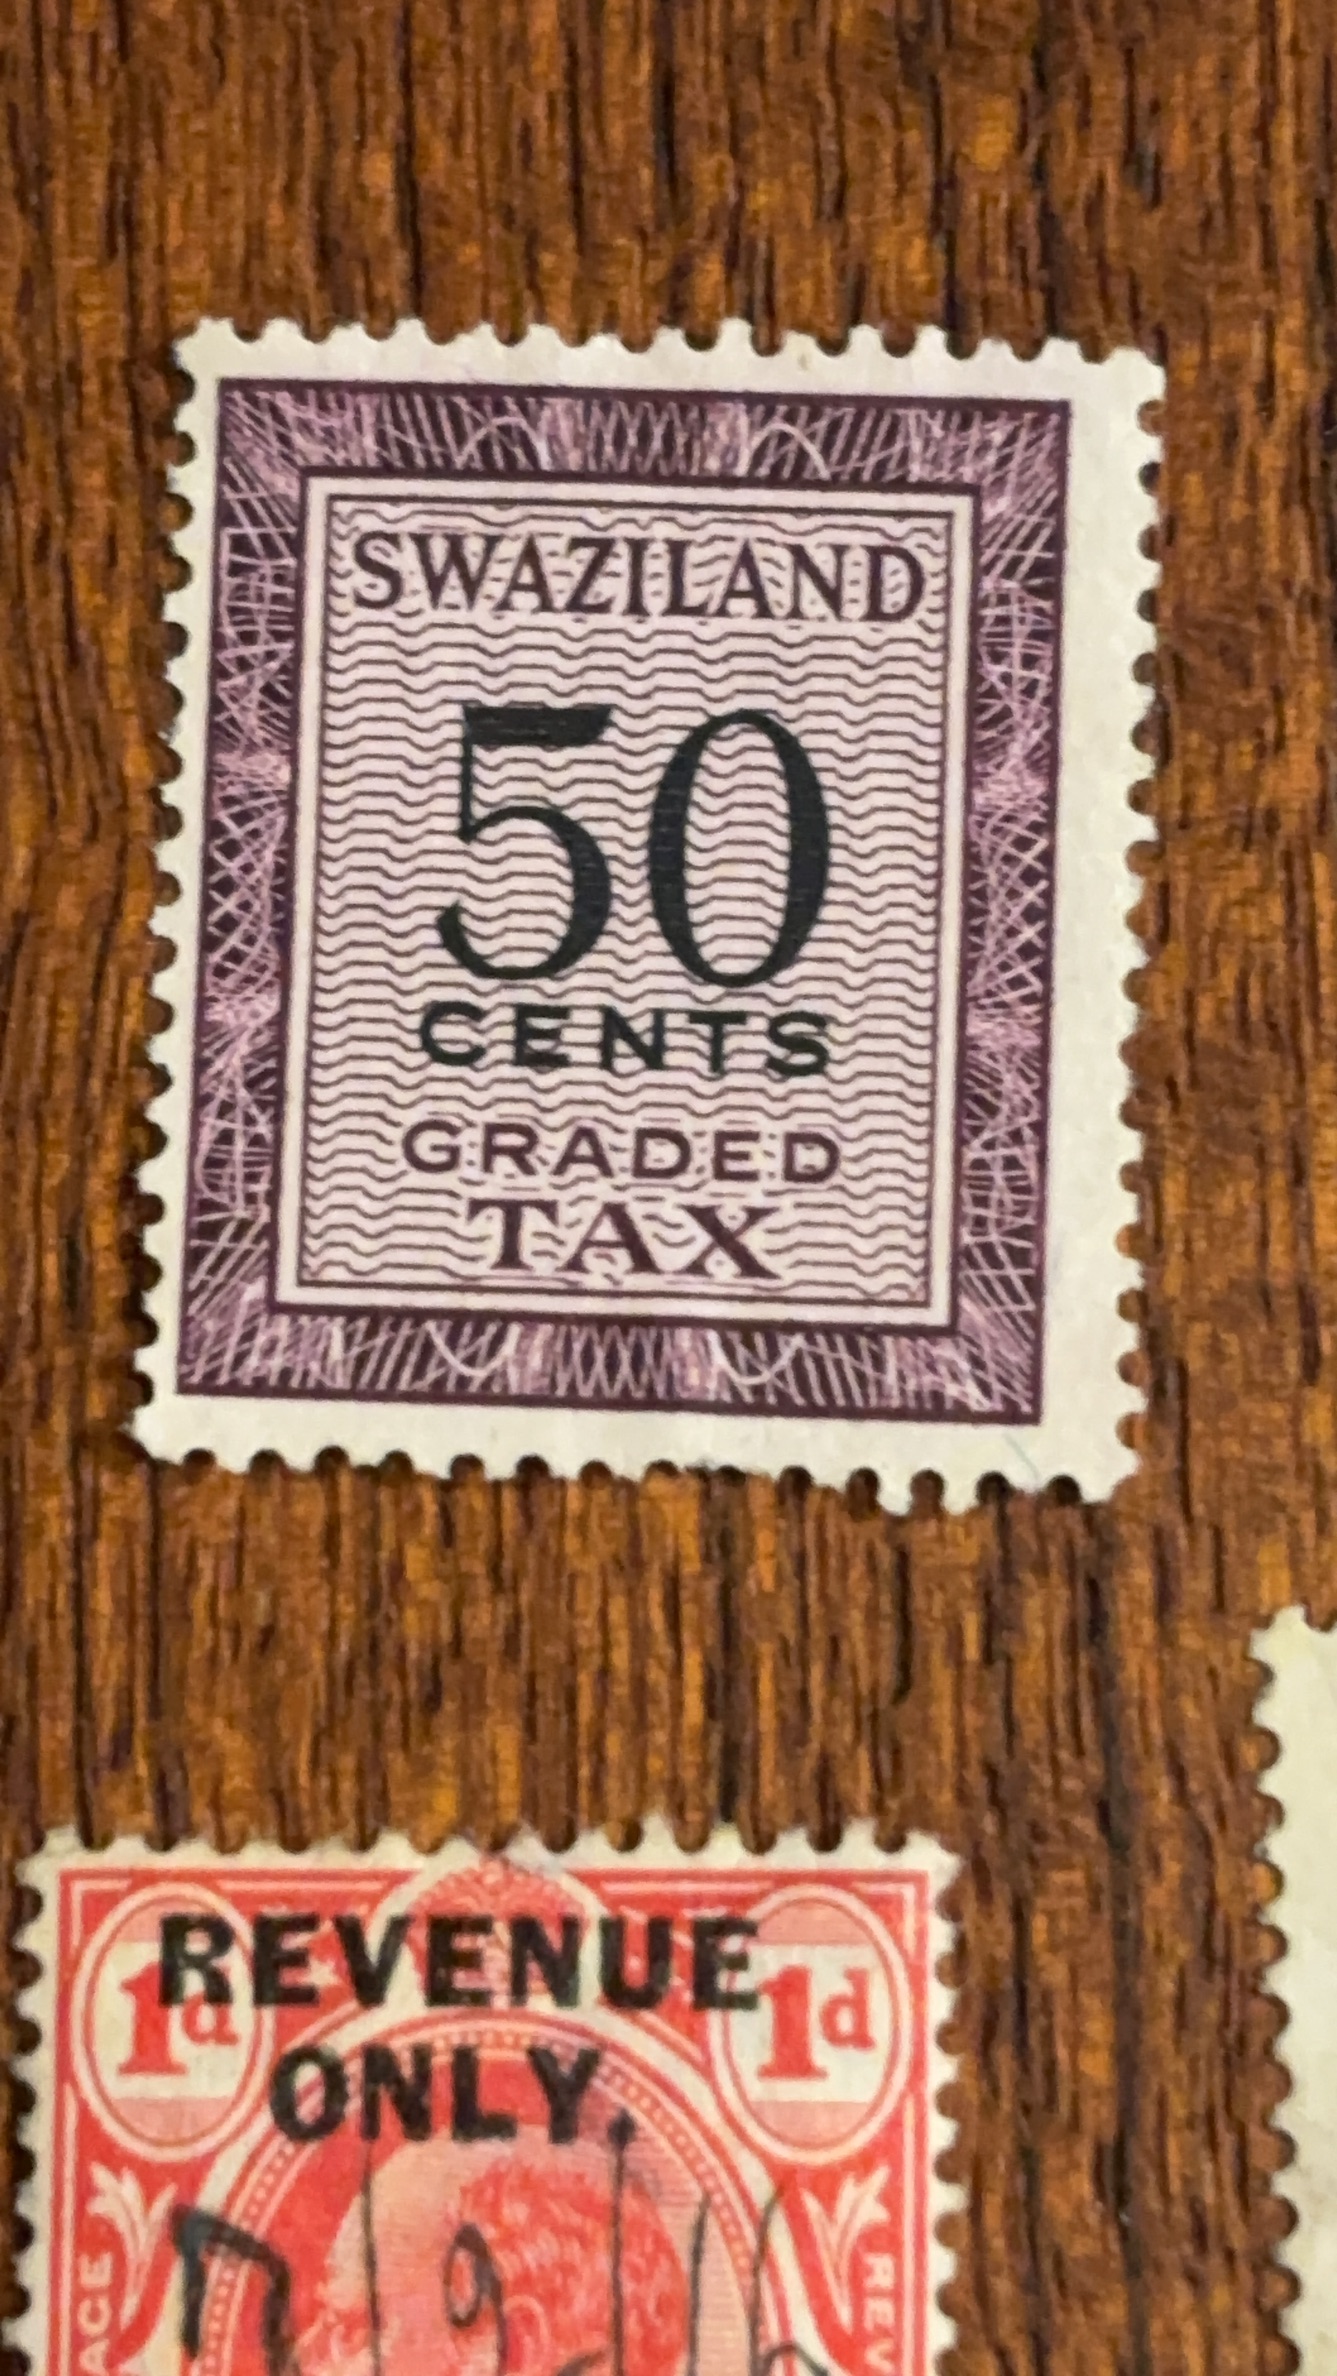 SWAZILAND
50
CENTS
GRADED
TAX
REVENUE
1d 1d
ONLY.